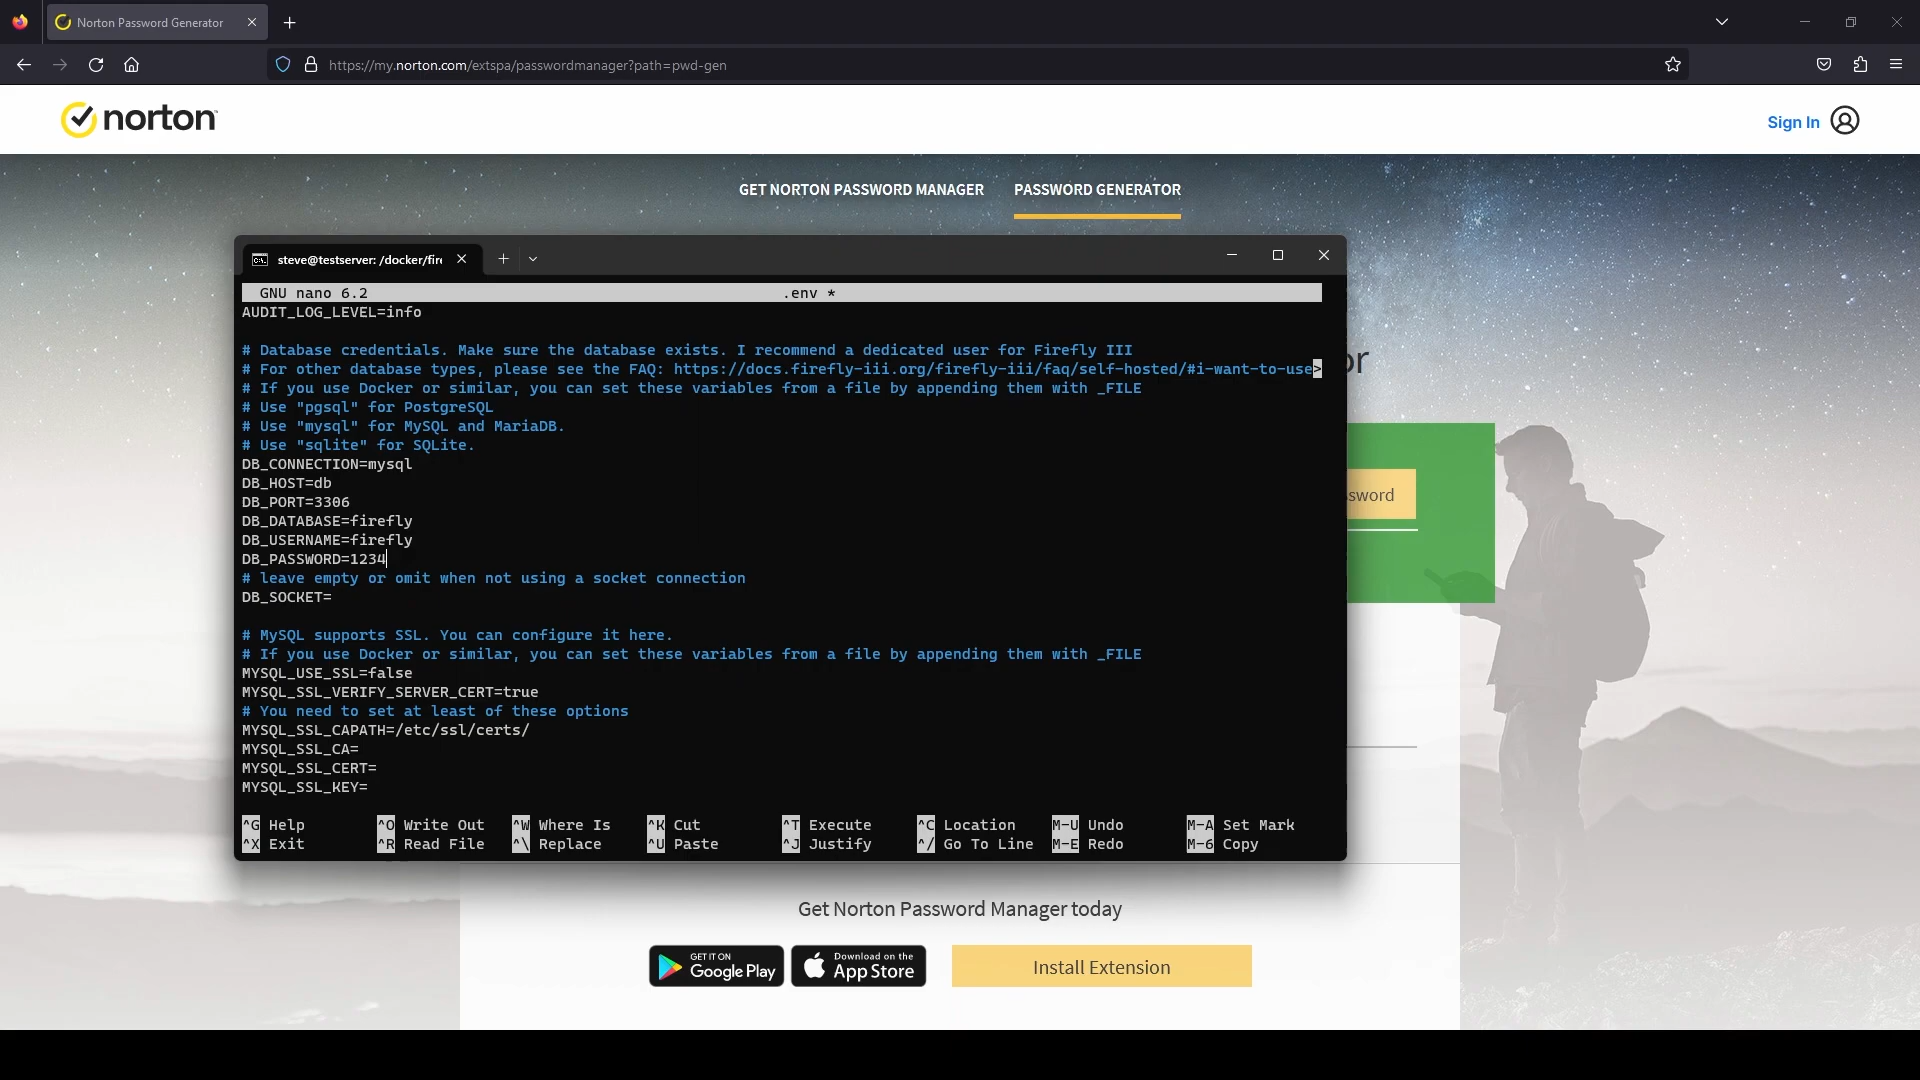 Norton Password Generator
https://my.norton.com/extspa/passwordmanager?path=pwd-gen
norton
Sign In
GET NORTON PASSWORD MANAGER
PASSWORD GENERATOR
steve@testserver: /docker/fire
GNU nano 6.2 .env *
AUDIT_LOG_LEVEL=info
# Database credentials. Make sure the database exists. I recommend a dedicated user for Firefly III
# For other database types, please see the FAQ: https://docs.firefly-iii.org/firefly-iii/faq/self-hosted/#i-want-to-use>
# If you use Docker or similar, you can set these variables from a file by appending them with _FILE
# Use "pgsql" for PostgreSQL
# Use "mysql" for MySQL and MariaDB.
# Use "sqlite" for SQLite.
DB_CONNECTION=mysql
DB_HOST=db
DB_PORT=3306
DB_DATABASE=firefly
DB_USERNAME=firefly
DB_PASSWORD=1234
# leave empty or omit when not using a socket connection
DB_SOCKET=
# MySQL supports SSL. You can configure it here.
# If you use Docker or similar, you can set these variables from a file by appending them with _FILE
MYSQL_USE_SSL=false
MYSQL_SSL_VERIFY_SERVER_CERT=true
# You need to set at least of these options
MYSQL_SSL_CAPATH=/etc/ssl/certs/
MYSQL_SSL_CA=
MYSQL_SSL_CERT=
MYSQL_SSL_KEY=
^G Help ^O Write Out ^W Where Is ^K Cut ^T Execute ^C Location M-U Undo M-A Set Mark
^X Exit ^R Read File ^\ Replace ^U Paste ^J Justify ^/ Go To Line M-E Redo M-6 Copy
or
ssword
Get Norton Password Manager today
GET IT ON
Google Play
Download on the
App Store
Install Extension